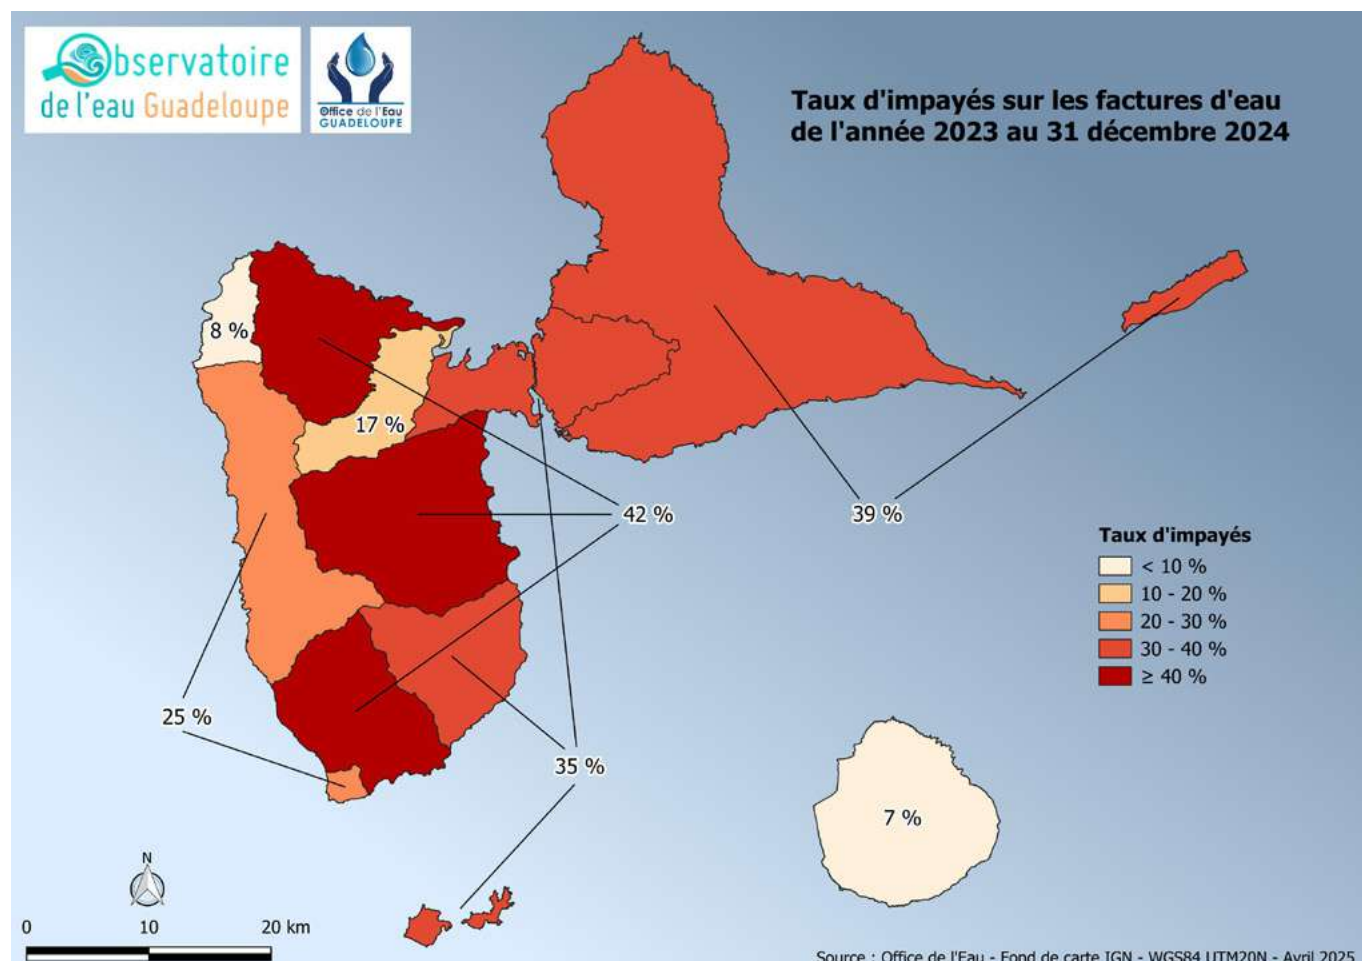 Observatoire
de l'eau Guadeloupe
Office de l'Eau
GUADELOUPE
Taux d'impayés sur les factures d'eau
de l'année 2023 au 31 décembre 2024
8 %
17 %
42 %
39 %
Taux d'impayés
< 10 %
10 - 20 %
20 - 30 %
30 - 40 %
≥ 40 %
25 %
35 %
7 %
N
0 10 20 km
Source : Office de l'Eau - Fond de carte IGN - WGS84 UTM20N - Avril 2025